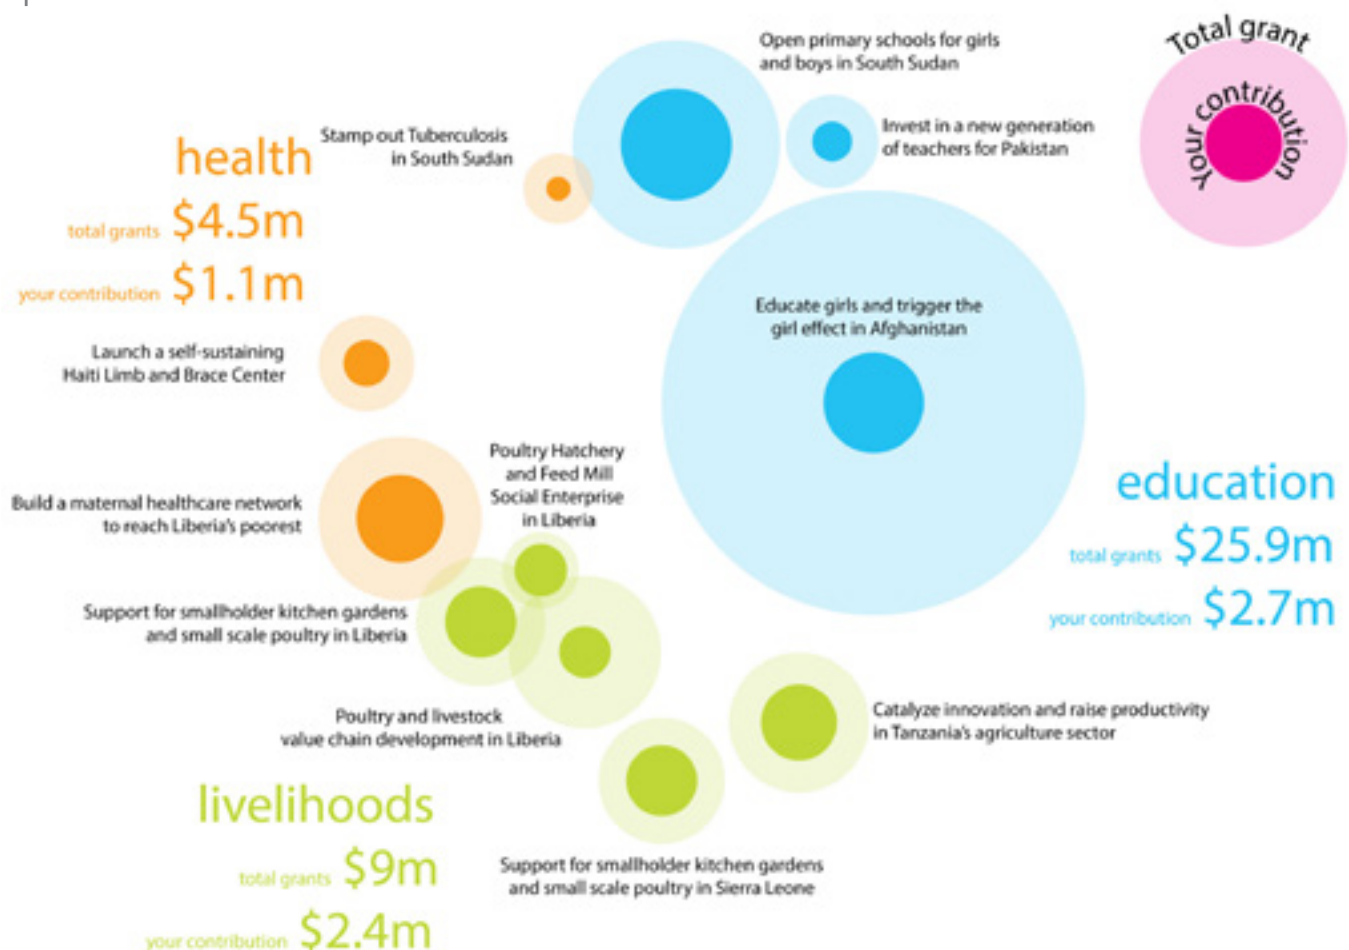 Total grant
Your contribution
Open primary schools for girls
and boys in South Sudan
Invest in a new generation
of teachers for Pakistan
Stamp out Tuberculosis
in South Sudan
health
total grants $4.5m
your contribution $1.1m
Educate girls and trigger the
girl effect in Afghanistan
Launch a self-sustaining
Haiti Limb and Brace Center
Poultry Hatchery
and Feed Mill
Social Enterprise
in Liberia
Build a maternal healthcare network
to reach Liberia's poorest
education
total grants $25.9m
your contribution $2.7m
Support for smallholder kitchen gardens
and small scale poultry in Liberia
Poultry and livestock
value chain development in Liberia
Catalyze innovation and raise productivity
in Tanzania's agriculture sector
livelihoods
total grants $9m
your contribution $2.4m
Support for smallholder kitchen gardens
and small scale poultry in Sierra Leone